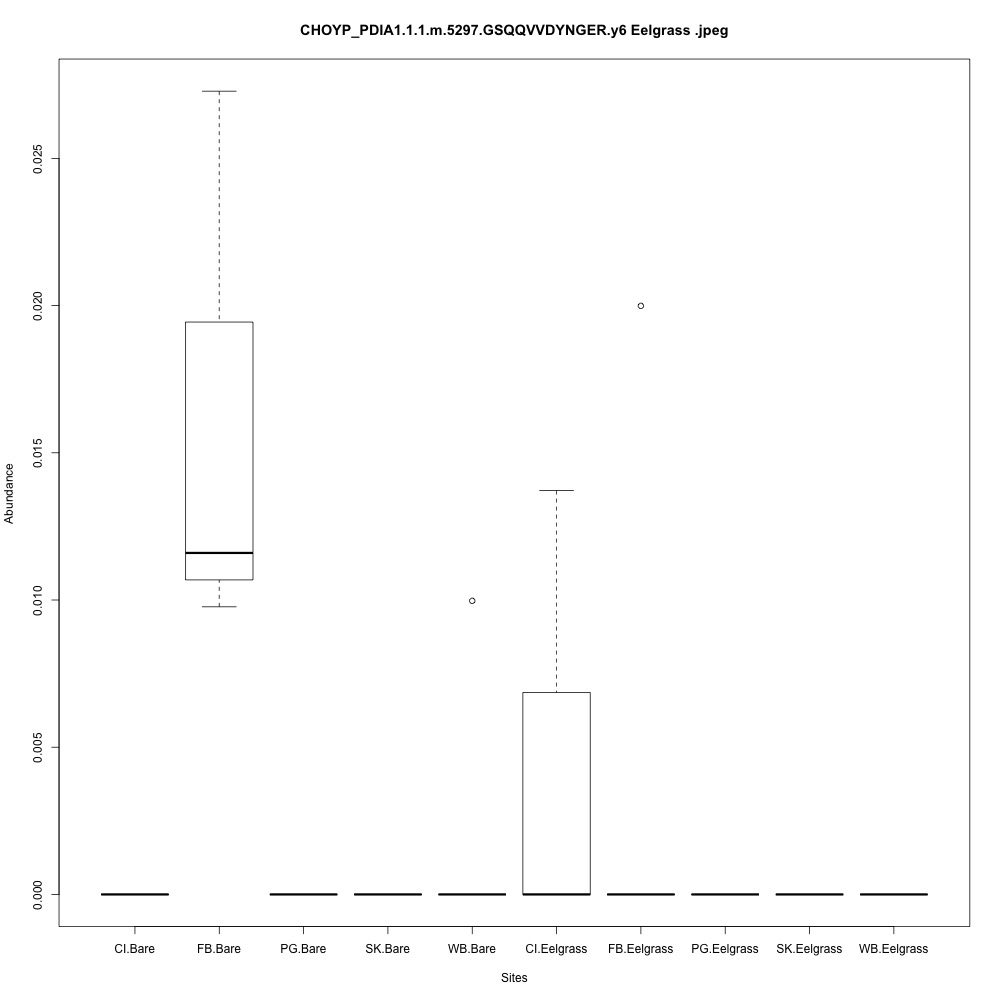 CHOYP_PDIA1.1.1.m.5297.GSQQVVDYNGER.y6 Eelgrass .jpeg
0.025
0.020
0.015
0.010
0.005
0.000
Abundance
CI.Bare FB.Bare PG.Bare SK.Bare WB.Bare CI.Eelgrass FB.Eelgrass PG.Eelgrass SK.Eelgrass WB.Eelgrass
Sites